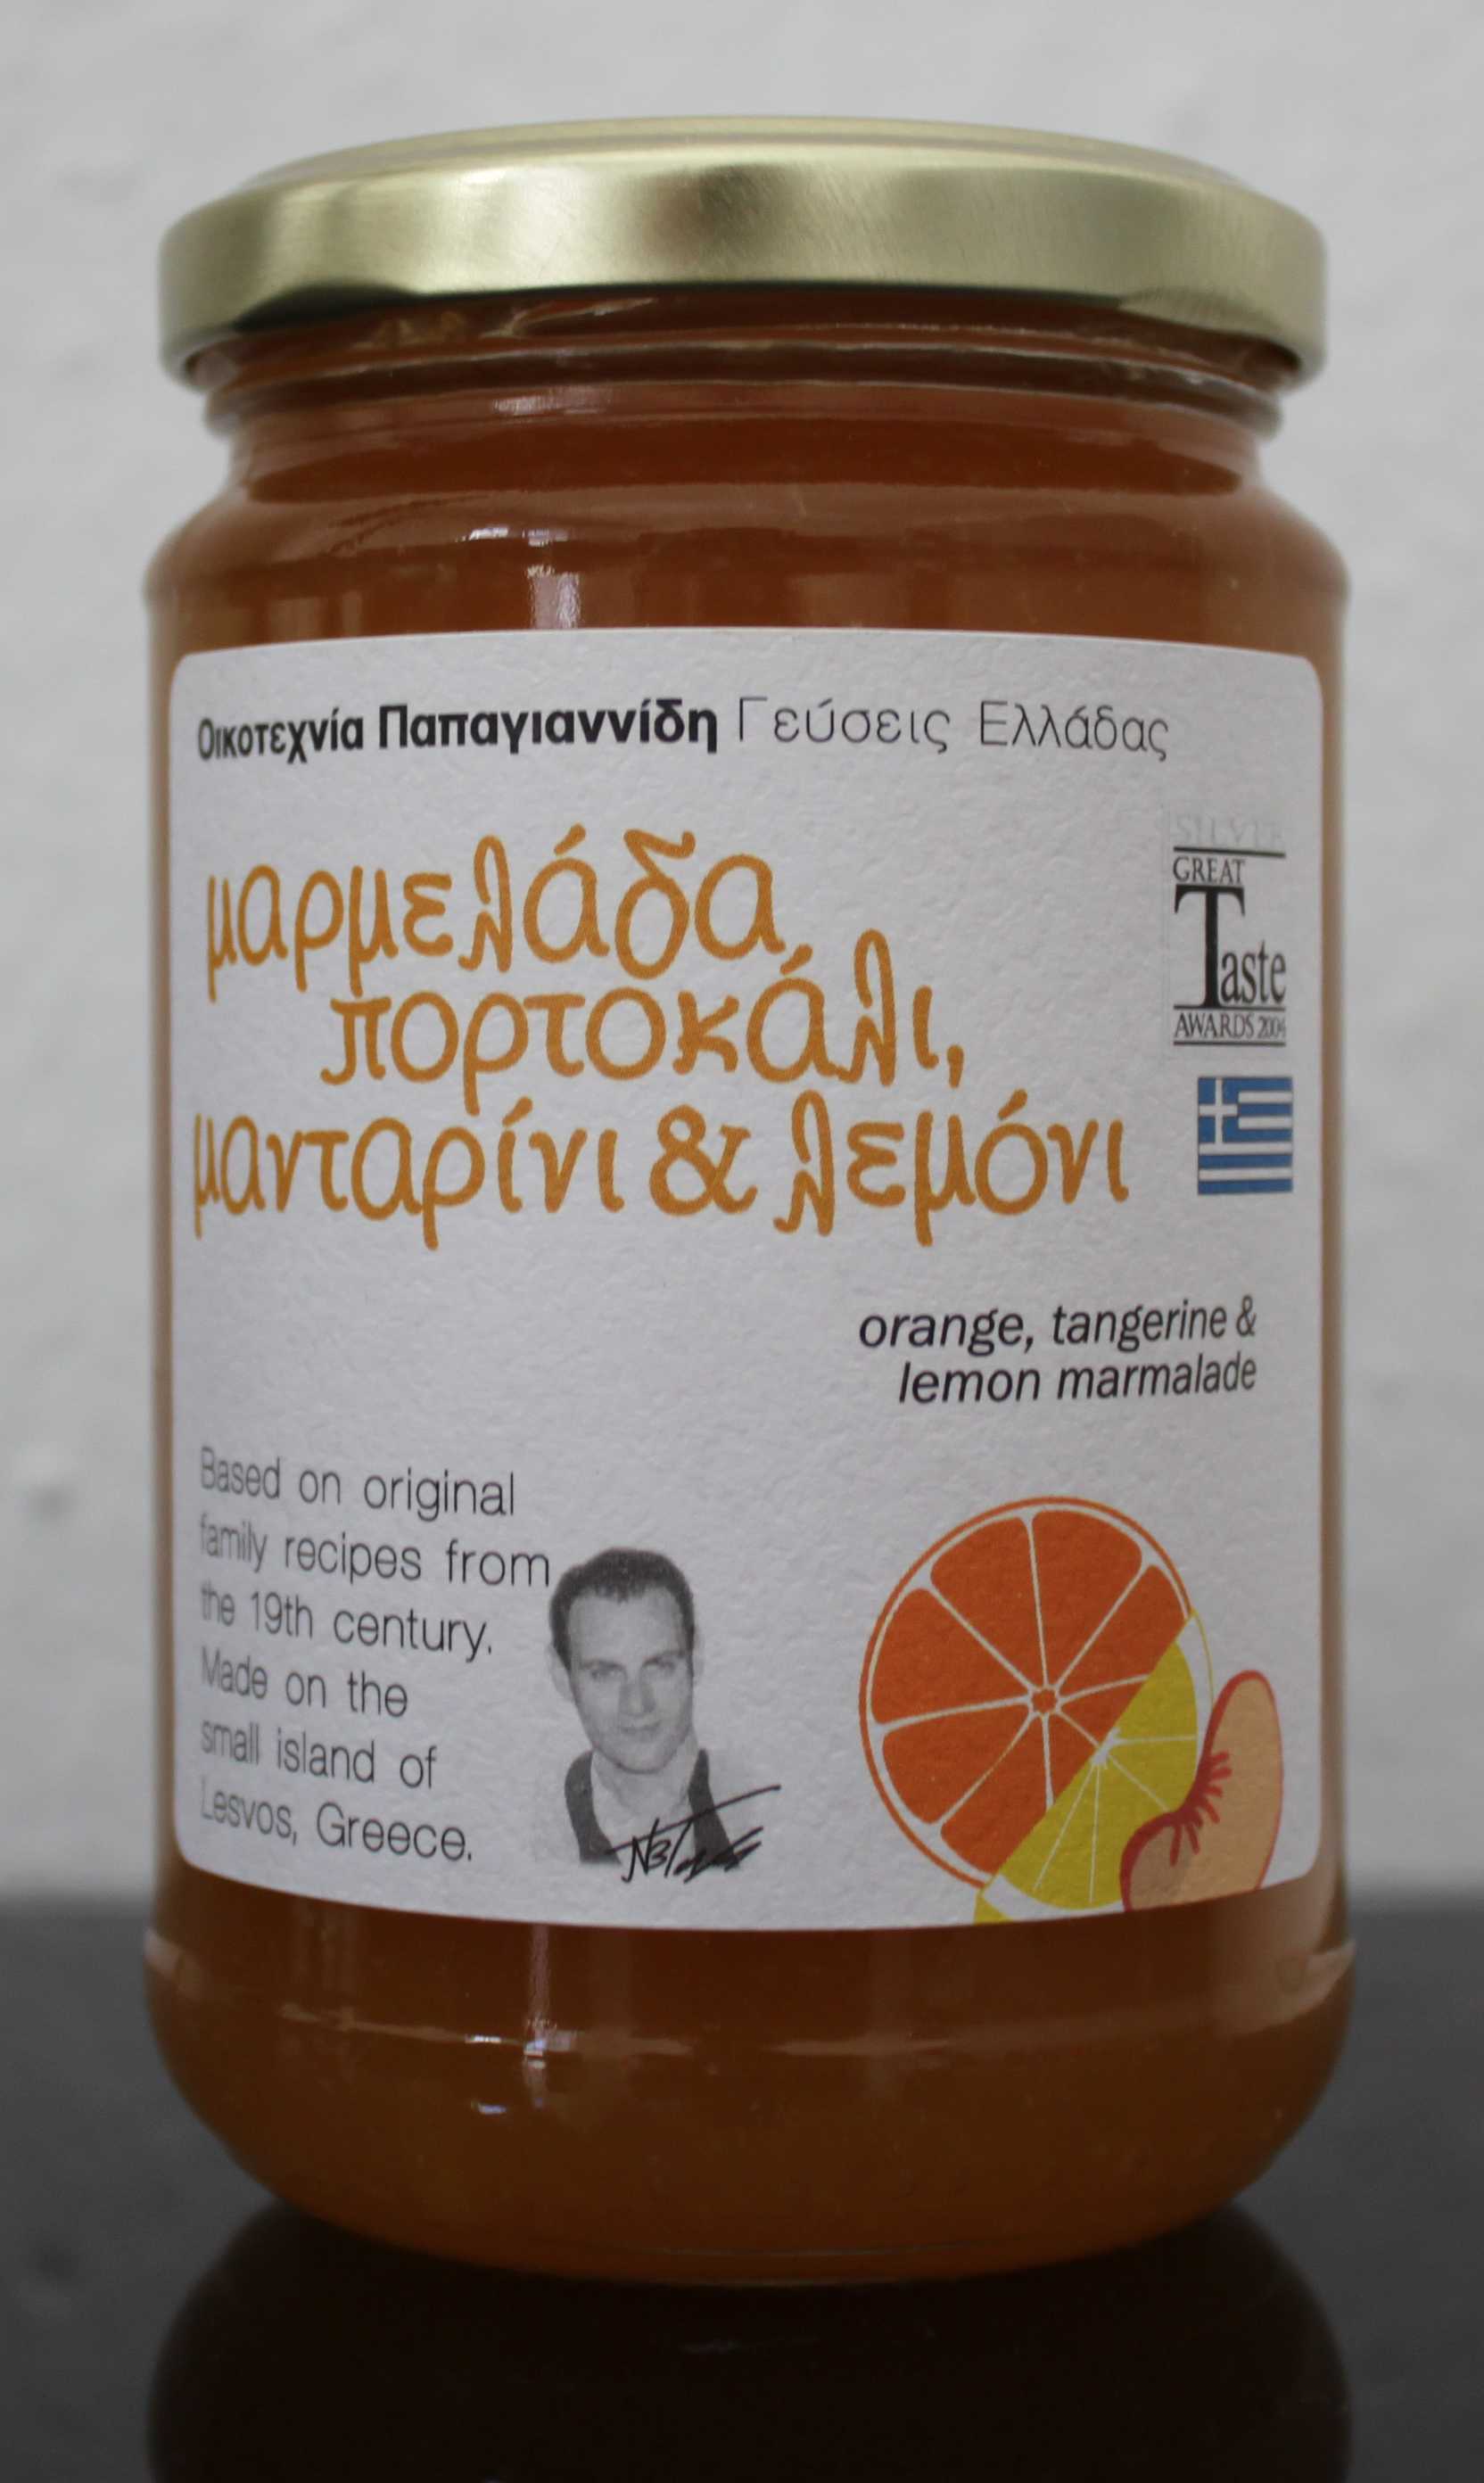 Οικοτεχνία Παπαγιαννίδη Γεύσεις Ελλάδας
μαρμελάδα
πορτοκάλι,
μανταρίνι & λεμόνι
SILVER
GREAT
Taste
AWARDS 2004
orange, tangerine &
lemon marmalade
Based on original
family recipes from
the 19th century.
Made on the
small island of
Lesvos, Greece.